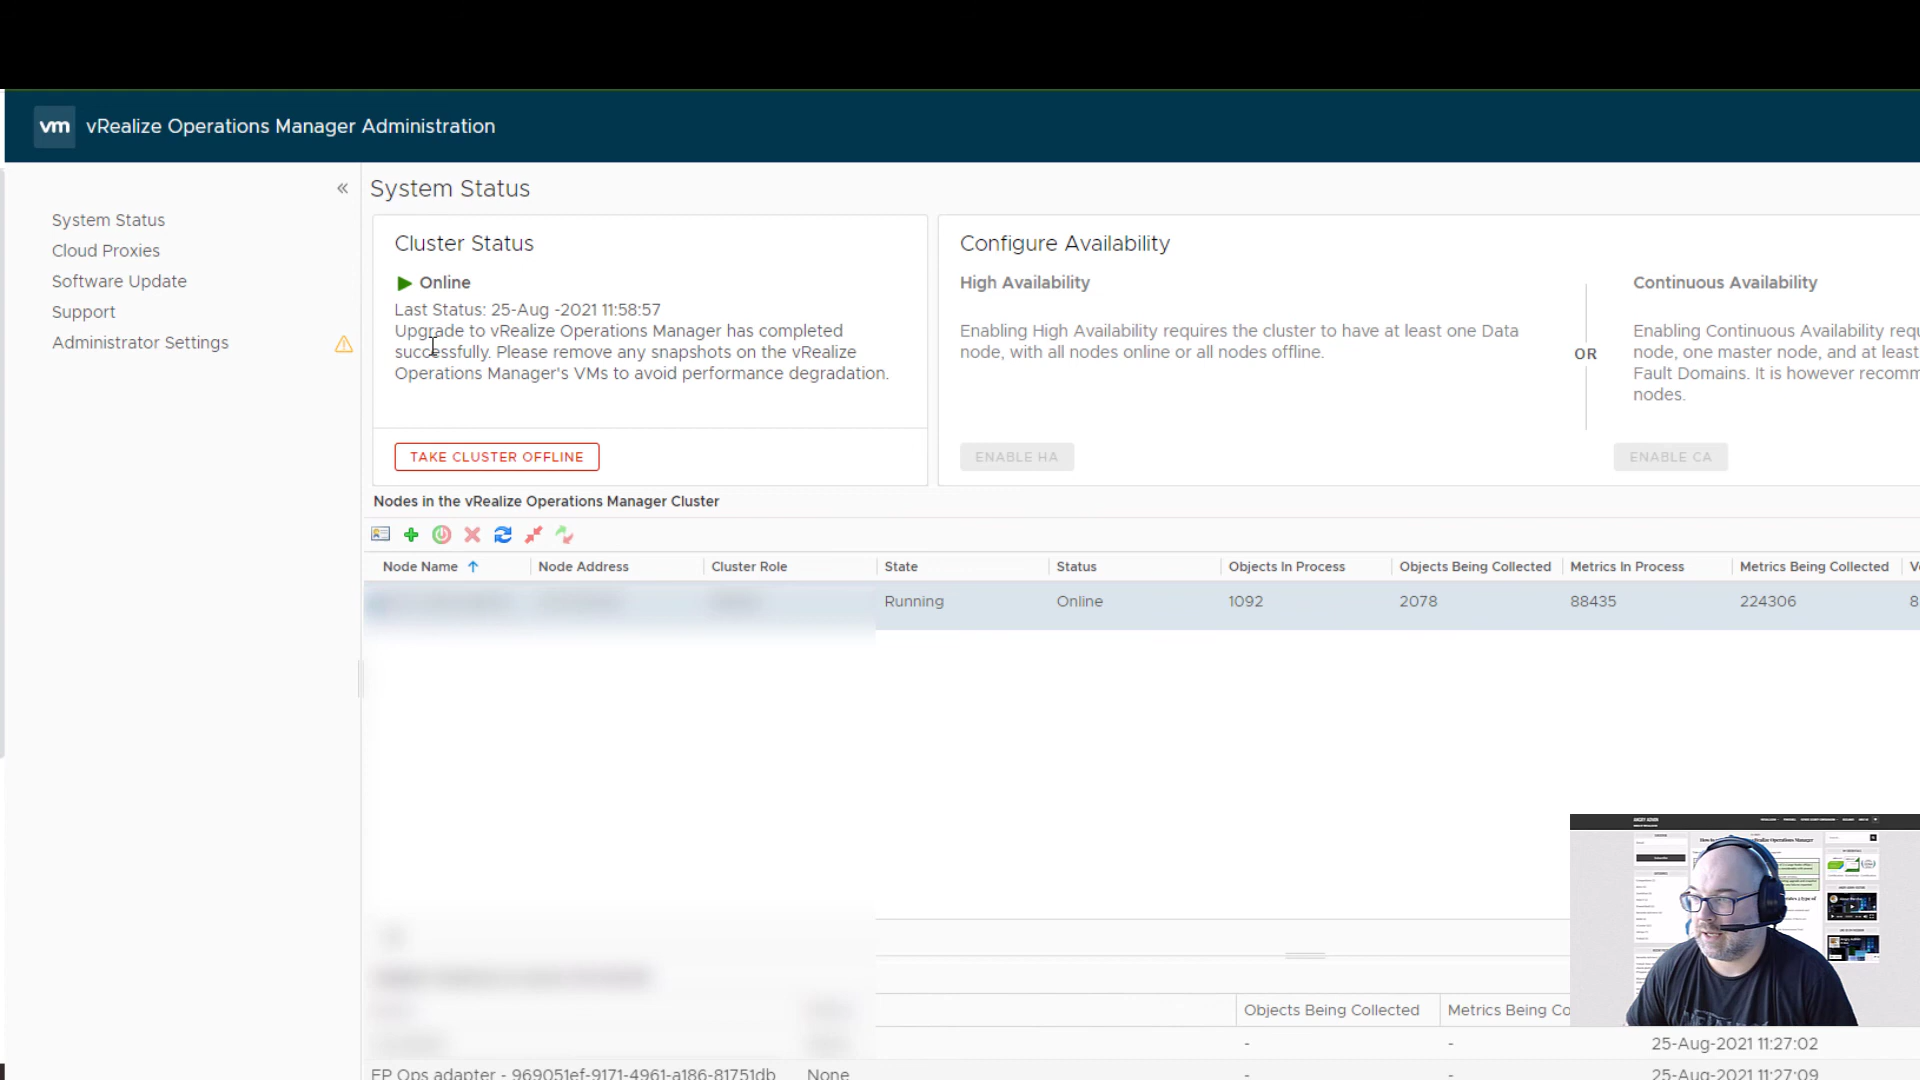 vm vRealize Operations Manager Administration
System Status
Cloud Proxies
Software Update
Support
Administrator Settings
System Status
Cluster Status
Online
Last Status: 25-Aug -2021 11:58:57
Upgrade to vRealize Operations Manager has completed
successfully. Please remove any snapshots on the vRealize
Operations Manager's VMs to avoid performance degradation.
TAKE CLUSTER OFFLINE
Configure Availability
High Availability
Enabling High Availability requires the cluster to have at least one Data
node, with all nodes online or all nodes offline.
ENABLE HA
OR
Continuous Availability
Enabling Continuous Availability requ
node, one master node, and at least
Fault Domains. It is however recomm
nodes.
ENABLE CA
Nodes in the vRealize Operations Manager Cluster
Node Name Node Address Cluster Role State Status Objects In Process Objects Being Collected Metrics In Process Metrics Being Collected
Running Online 1092 2078 88435 224306 8
Objects Being Collected Metrics Being Co
- - 25-Aug-2021 11:27:02
EP Ops adapter - 969051ef-9171-4961-a186-81751db None 25-Aug-2021 11:27:09